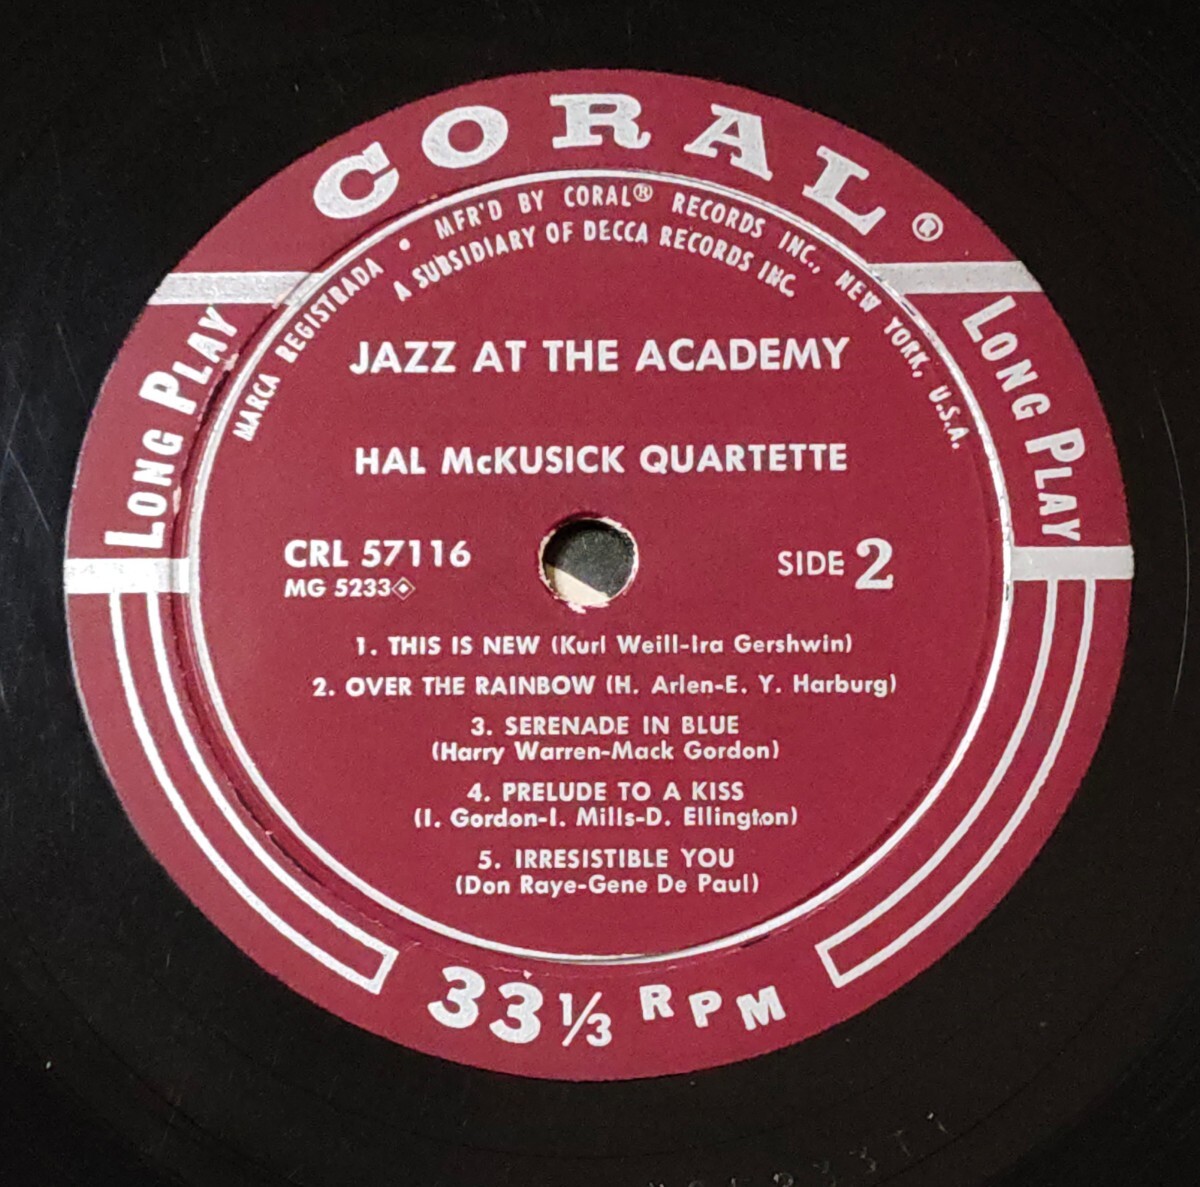 CORAL®
MARCA REGISTRADA • MFR'D BY CORAL® RECORDS INC., NEW YORK, U.S.A.
A SUBSIDIARY OF DECCA RECORDS INC.
LONG PLAY
LONG PLAY
JAZZ AT THE ACADEMY
HAL McKUSICK QUARTETTE
CRL 57116
SIDE 2
MG 5233
1. THIS IS NEW (Kurl Weill-Ira Gershwin)
2. OVER THE RAINBOW (H. Arlen-E. Y. Harburg)
3. SERENADE IN BLUE
(Harry Warren-Mack Gordon)
4. PRELUDE TO A KISS
(I. Gordon-I. Mills-D. Ellington)
5. IRRESISTIBLE YOU
(Don Raye-Gene De Paul)
33 1/3 RPM